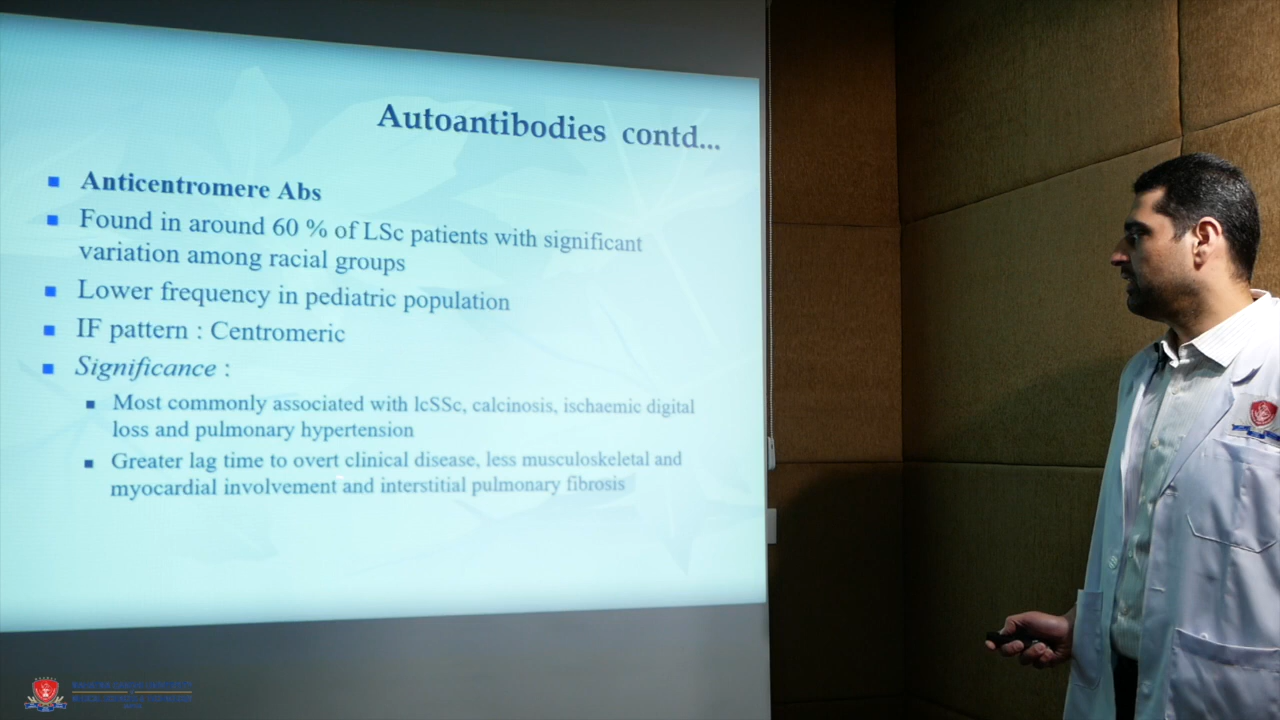 Autoantibodies contd...
Anticentromere Abs
Found in around 60 % of LSc patients with significant
variation among racial groups
Lower frequency in pediatric population
IF pattern : Centromeric
Significance :
Most commonly associated with lcSSc, calcinosis, ischaemic digital
loss and pulmonary hypertension
Greater lag time to overt clinical disease, less musculoskeletal and
myocardial involvement and interstitial pulmonary fibrosis